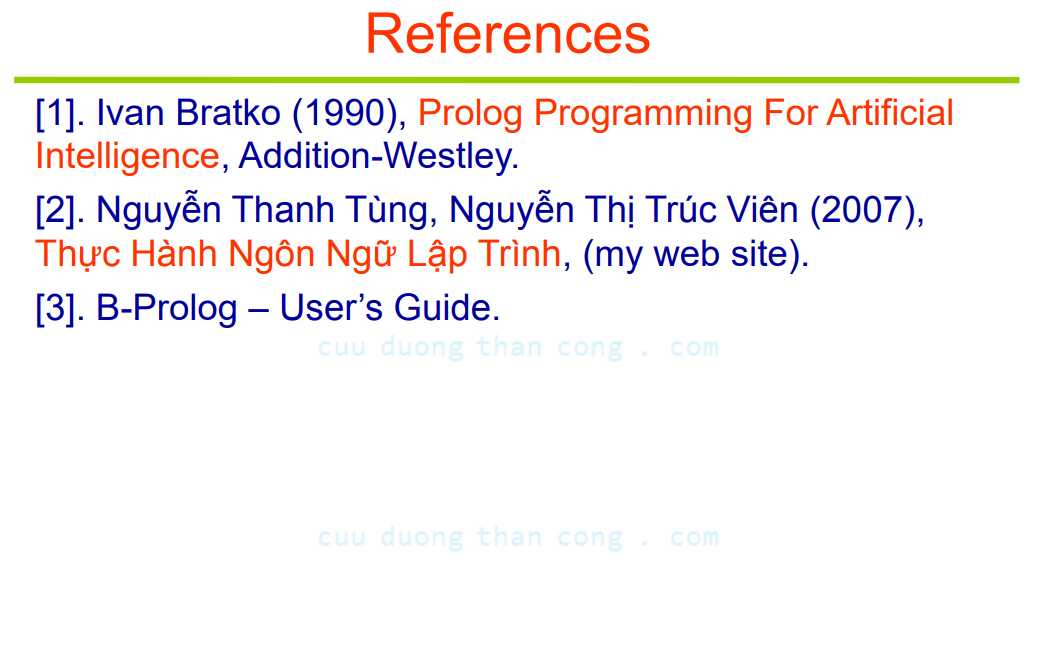 References
[1]. Ivan Bratko (1990), Prolog Programming For Artificial
Intelligence, Addition-Westley.
[2]. Nguyễn Thanh Tùng, Nguyễn Thị Trúc Viên (2007),
Thực Hành Ngôn Ngữ Lập Trình, (my web site).
[3]. B-Prolog – User’s Guide.
cuu duong than cong . com
cuu duong than cong . com